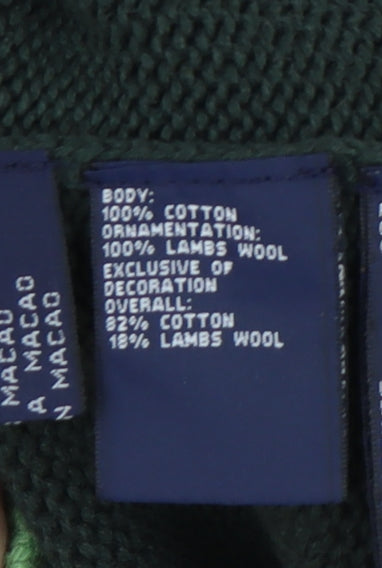 BODY:
100% COTTON
ORNAMENTATION:
100% LAMBS WOOL
EXCLUSIVE OF
DECORATION
OVERALL:
82% COTTON
18% LAMBS WOOL
MACAO
A MACAO
N MACAO